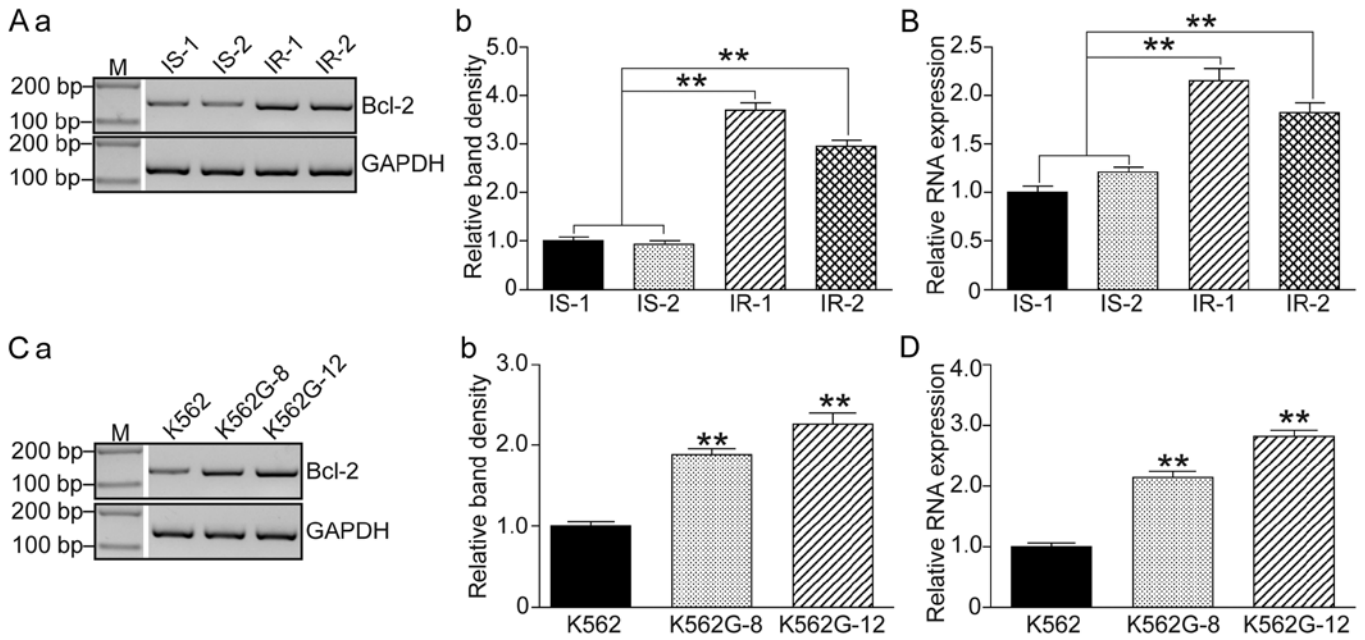 A a
M IS-1 IS-2 IR-1 IR-2
200 bp
Bcl-2
100 bp
200 bp
GAPDH
100 bp
b
Relative band density
5.0
4.0
3.0
2.0
1.0
0
**
**
IS-1 IS-2 IR-1 IR-2
B
Relative RNA expression
2.5
2.0
1.5
1.0
0.5
0
**
**
IS-1 IS-2 IR-1 IR-2
C a
M K562 K562G-8 K562G-12
200 bp
Bcl-2
100 bp
200 bp
GAPDH
100 bp
b
Relative band density
3.0
2.0
1.0
0
**
**
K562 K562G-8 K562G-12
D
Relative RNA expression
4.0
3.0
2.0
1.0
0
**
**
K562 K562G-8 K562G-12